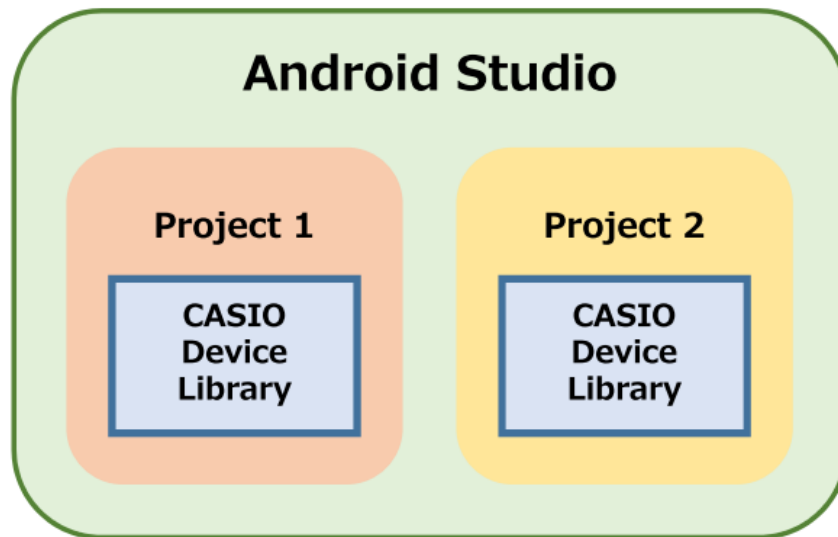 Android Studio
Project 1
CASIO
Device
Library
Project 2
CASIO
Device
Library